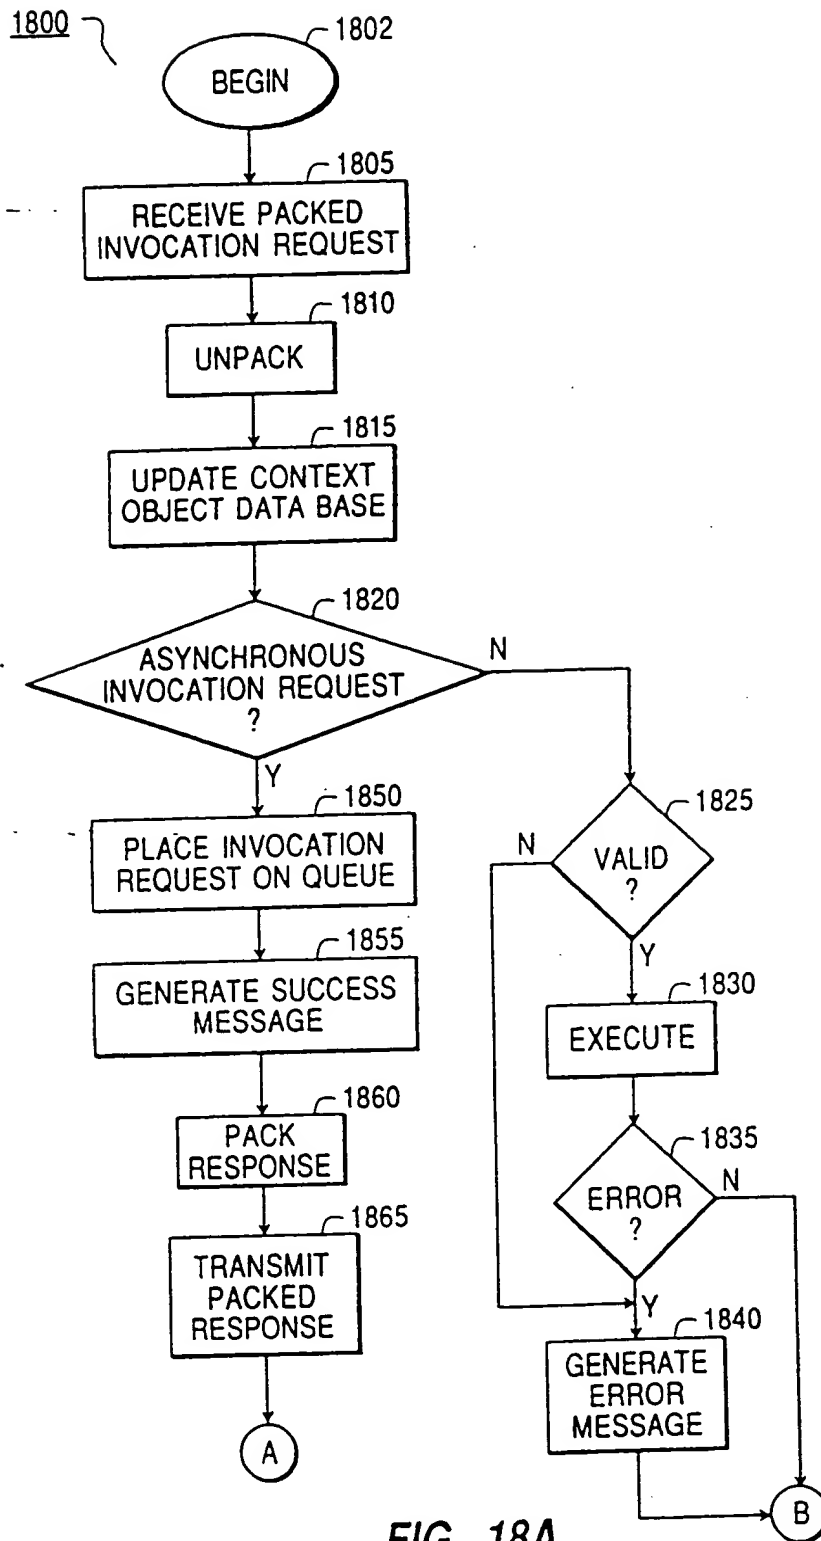 1800
1802
BEGIN
1805
RECEIVE PACKED
INVOCATION REQUEST
1810
UNPACK
1815
UPDATE CONTEXT
OBJECT DATA BASE
1820
ASYNCHRONOUS
INVOCATION REQUEST
?
N
Y
1850
PLACE INVOCATION
REQUEST ON QUEUE
1855
GENERATE SUCCESS
MESSAGE
1860
PACK
RESPONSE
1865
TRANSMIT
PACKED
RESPONSE
A
1825
VALID
?
N
Y
1830
EXECUTE
1835
ERROR
?
N
Y
1840
GENERATE
ERROR
MESSAGE
B
FIG. 18A